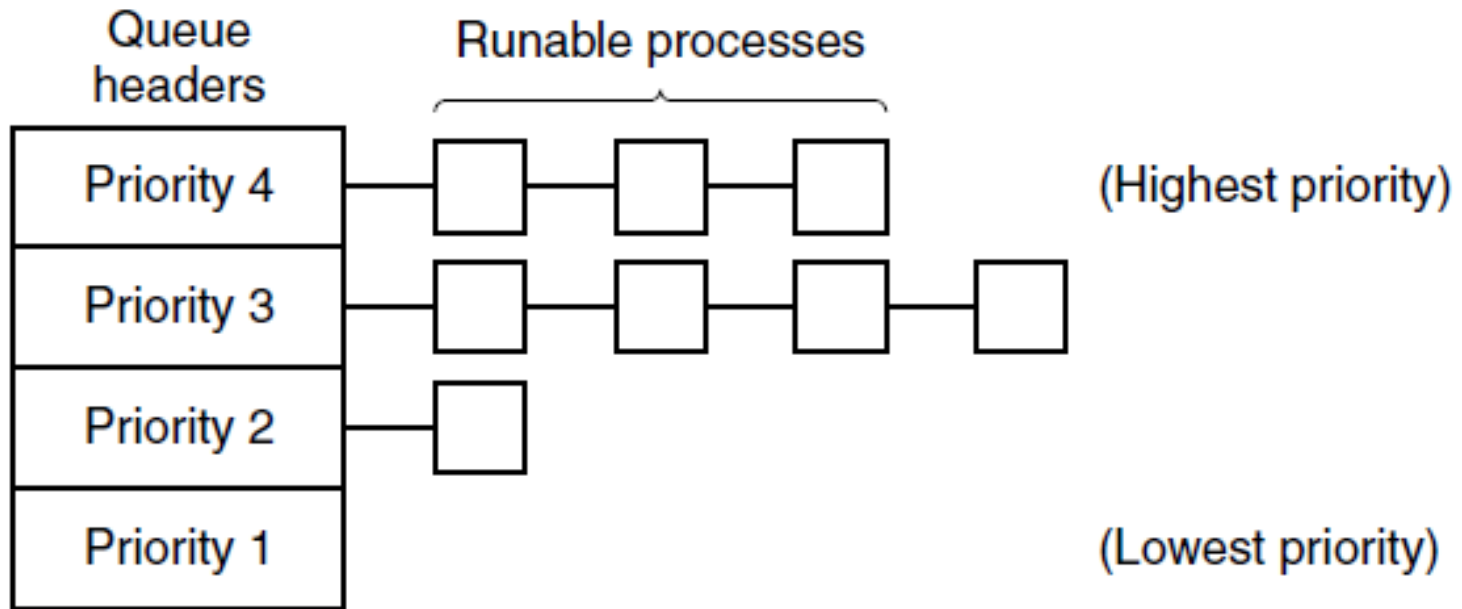 Queue
headers
Runable processes
Priority 4
(Highest priority)
Priority 3
Priority 2
Priority 1
(Lowest priority)